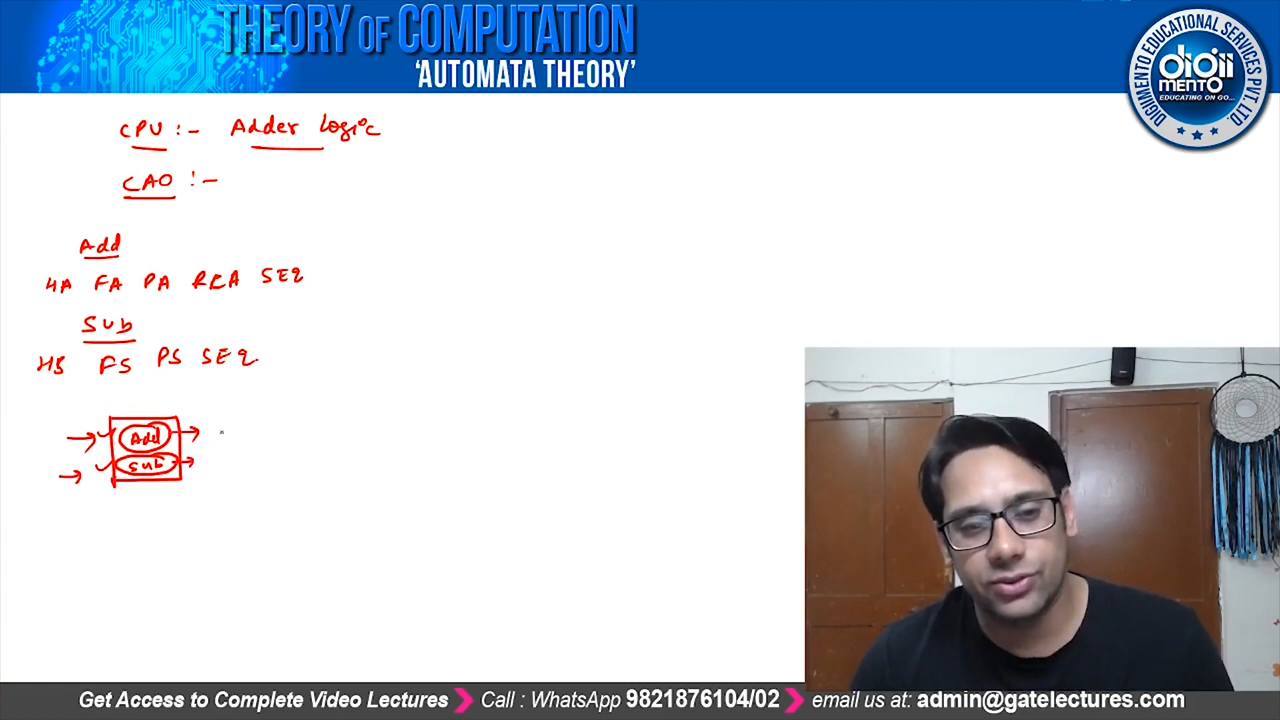 THEORY OF COMPUTATION
'AUTOMATA THEORY'
DIGIMENTO EDUCATIONAL SERVICES PVT. LTD.
DIGII
MENTO
EDUCATING ON GO...
CPU :- Adder Logic
CAO :-
Add
HA FA PA RCA SEQ
Sub
HS FS PS SEQ
Add
Sub
Get Access to Complete Video Lectures Call : WhatsApp 9821876104/02 email us at: admin@gatelectures.com